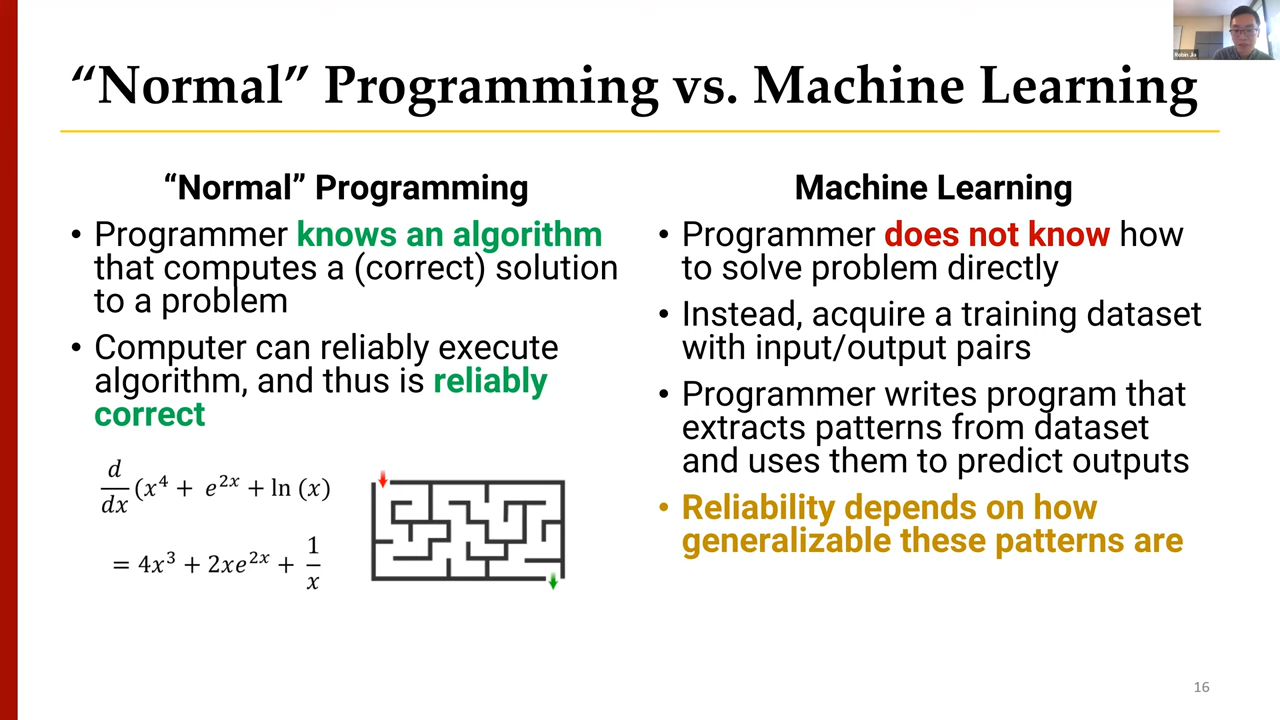 “Normal” Programming vs. Machine Learning
“Normal” Programming
• Programmer knows an algorithm
that computes a (correct) solution
to a problem
• Computer can reliably execute
algorithm, and thus is reliably
correct
d/dx (x⁴ + e²ˣ + ln (x)
= 4x³ + 2xe²ˣ + 1/x
Machine Learning
• Programmer does not know how
to solve problem directly
• Instead, acquire a training dataset
with input/output pairs
• Programmer writes program that
extracts patterns from dataset
and uses them to predict outputs
• Reliability depends on how
generalizable these patterns are
Robin Jia
16